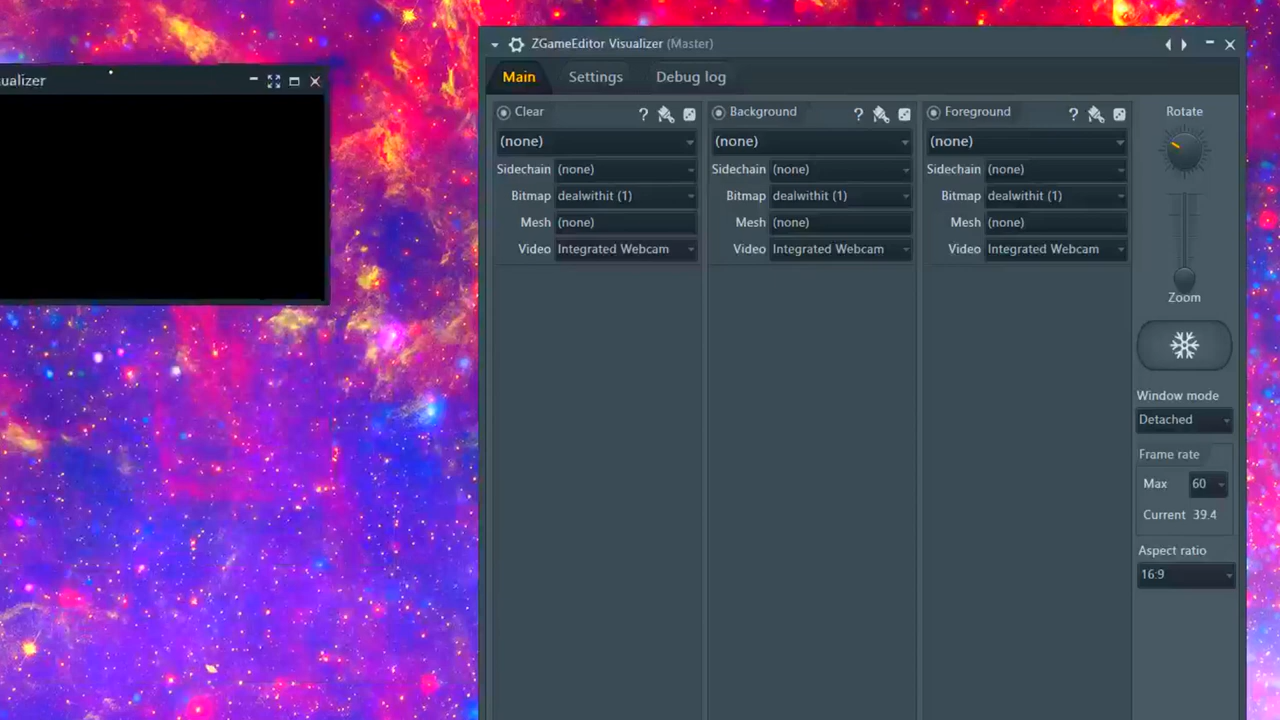 ualizer
ZGameEditor Visualizer (Master)
Main Settings Debug log
Clear ? Background ? Foreground ? Rotate
(none) (none) (none)
Sidechain (none) Sidechain (none) Sidechain (none)
Bitmap dealwithit (1) Bitmap dealwithit (1) Bitmap dealwithit (1)
Mesh (none) Mesh (none) Mesh (none)
Video Integrated Webcam Video Integrated Webcam Video Integrated Webcam
Zoom
Window mode
Detached
Frame rate
Max 60
Current 39.4
Aspect ratio
16:9